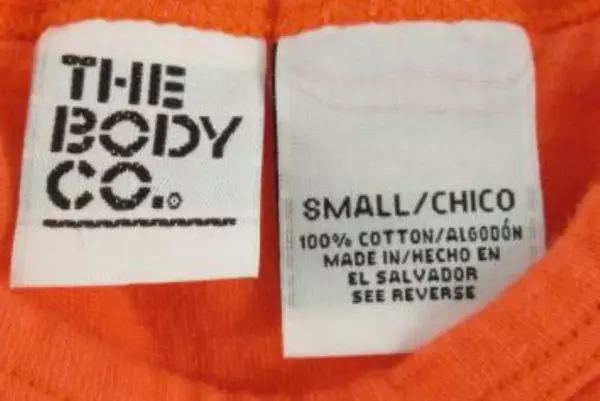 THE
BODY
CO.®
SMALL/CHICO
100% COTTON/ALGODÓN
MADE IN/HECHO EN
EL SALVADOR
SEE REVERSE